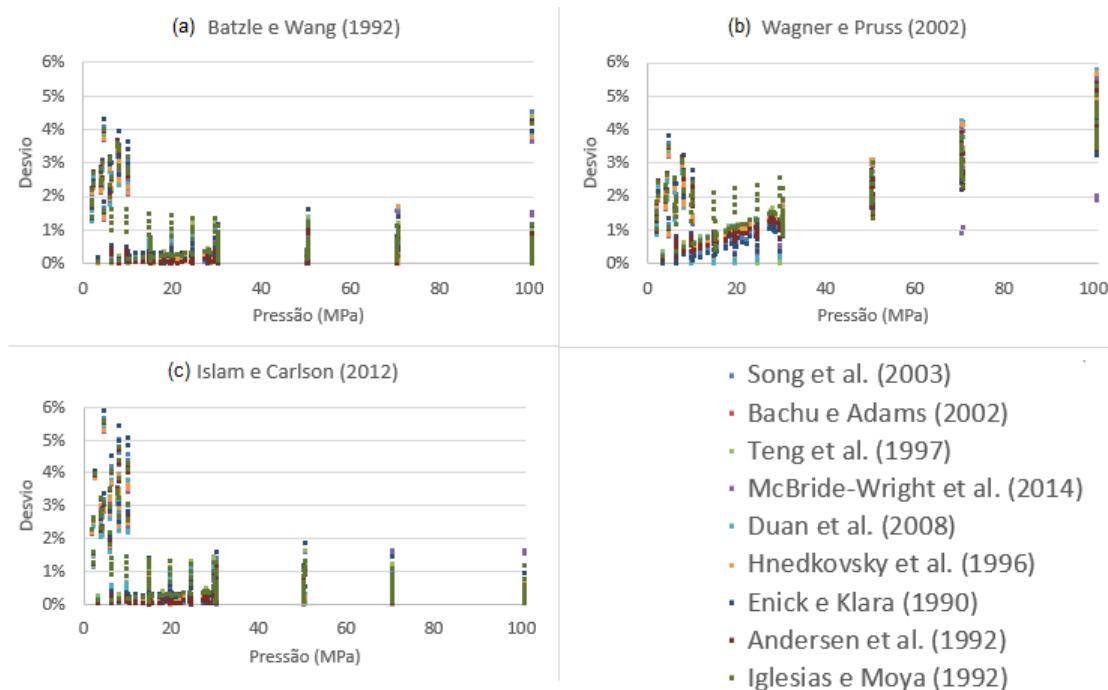 (a) Batzle e Wang (1992)
6%
5%
4%
3%
2%
1%
0%
Desvio
0 20 40 60 80 100
Pressão (MPa)
(b) Wagner e Pruss (2002)
6%
5%
4%
3%
2%
1%
0%
Desvio
0 20 40 60 80 100
Pressão (MPa)
(c) Islam e Carlson (2012)
6%
5%
4%
3%
2%
1%
0%
Desvio
0 20 40 60 80 100
Pressão (MPa)
Song et al. (2003)
Bachu e Adams (2002)
Teng et al. (1997)
McBride-Wright et al. (2014)
Duan et al. (2008)
Hnedkovsky et al. (1996)
Enick e Klara (1990)
Andersen et al. (1992)
Iglesias e Moya (1992)